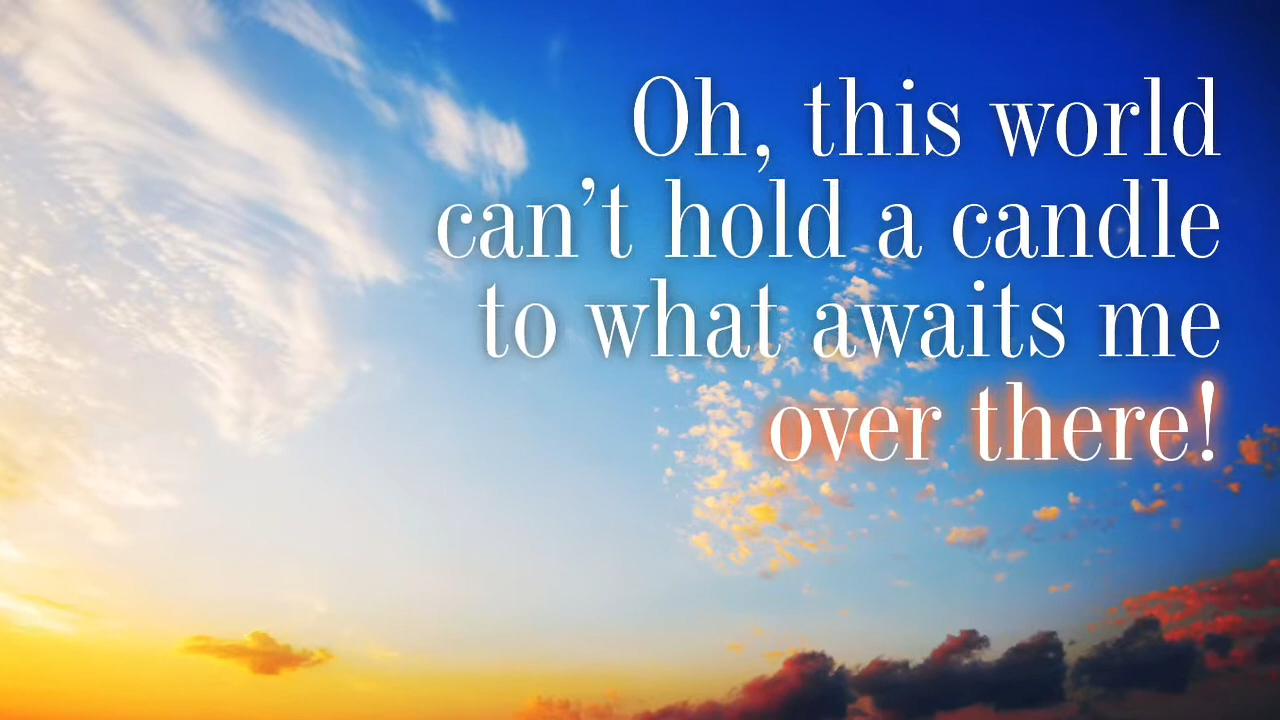 Oh, this world
can’t hold a candle
to what awaits me
over there!